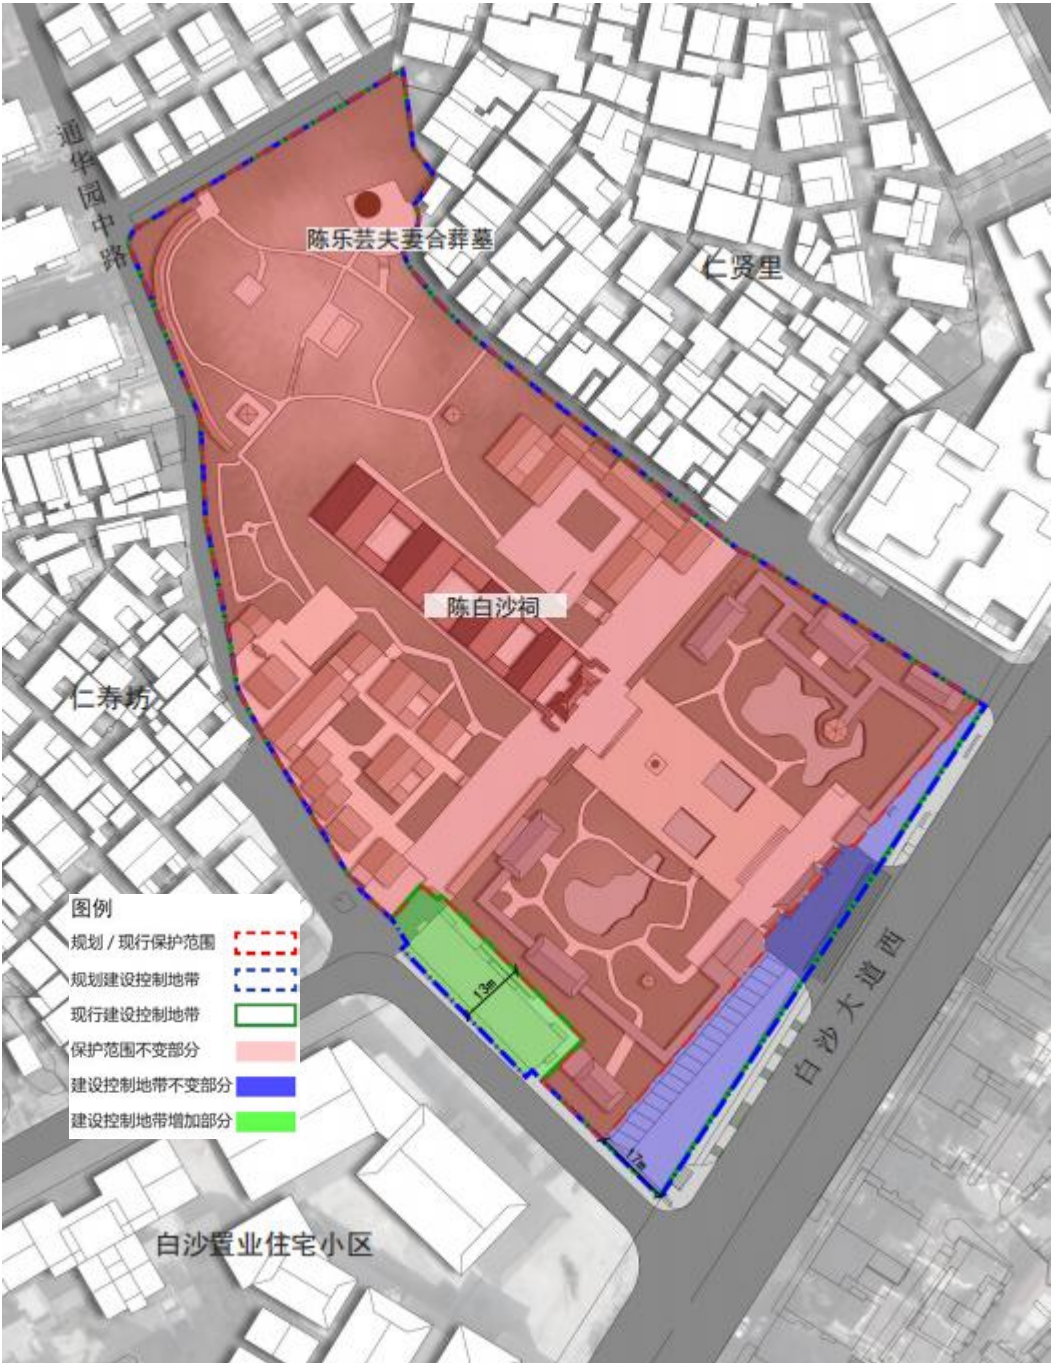 通华园中路
陈乐芸夫妻合葬墓
仁贤里
陈白沙祠
仁寿坊
图例
规划 / 现行保护范围
规划建设控制地带
现行建设控制地带
保护范围不变部分
建设控制地带不变部分
建设控制地带增加部分
13m
白沙大道西
17m
白沙置业住宅小区